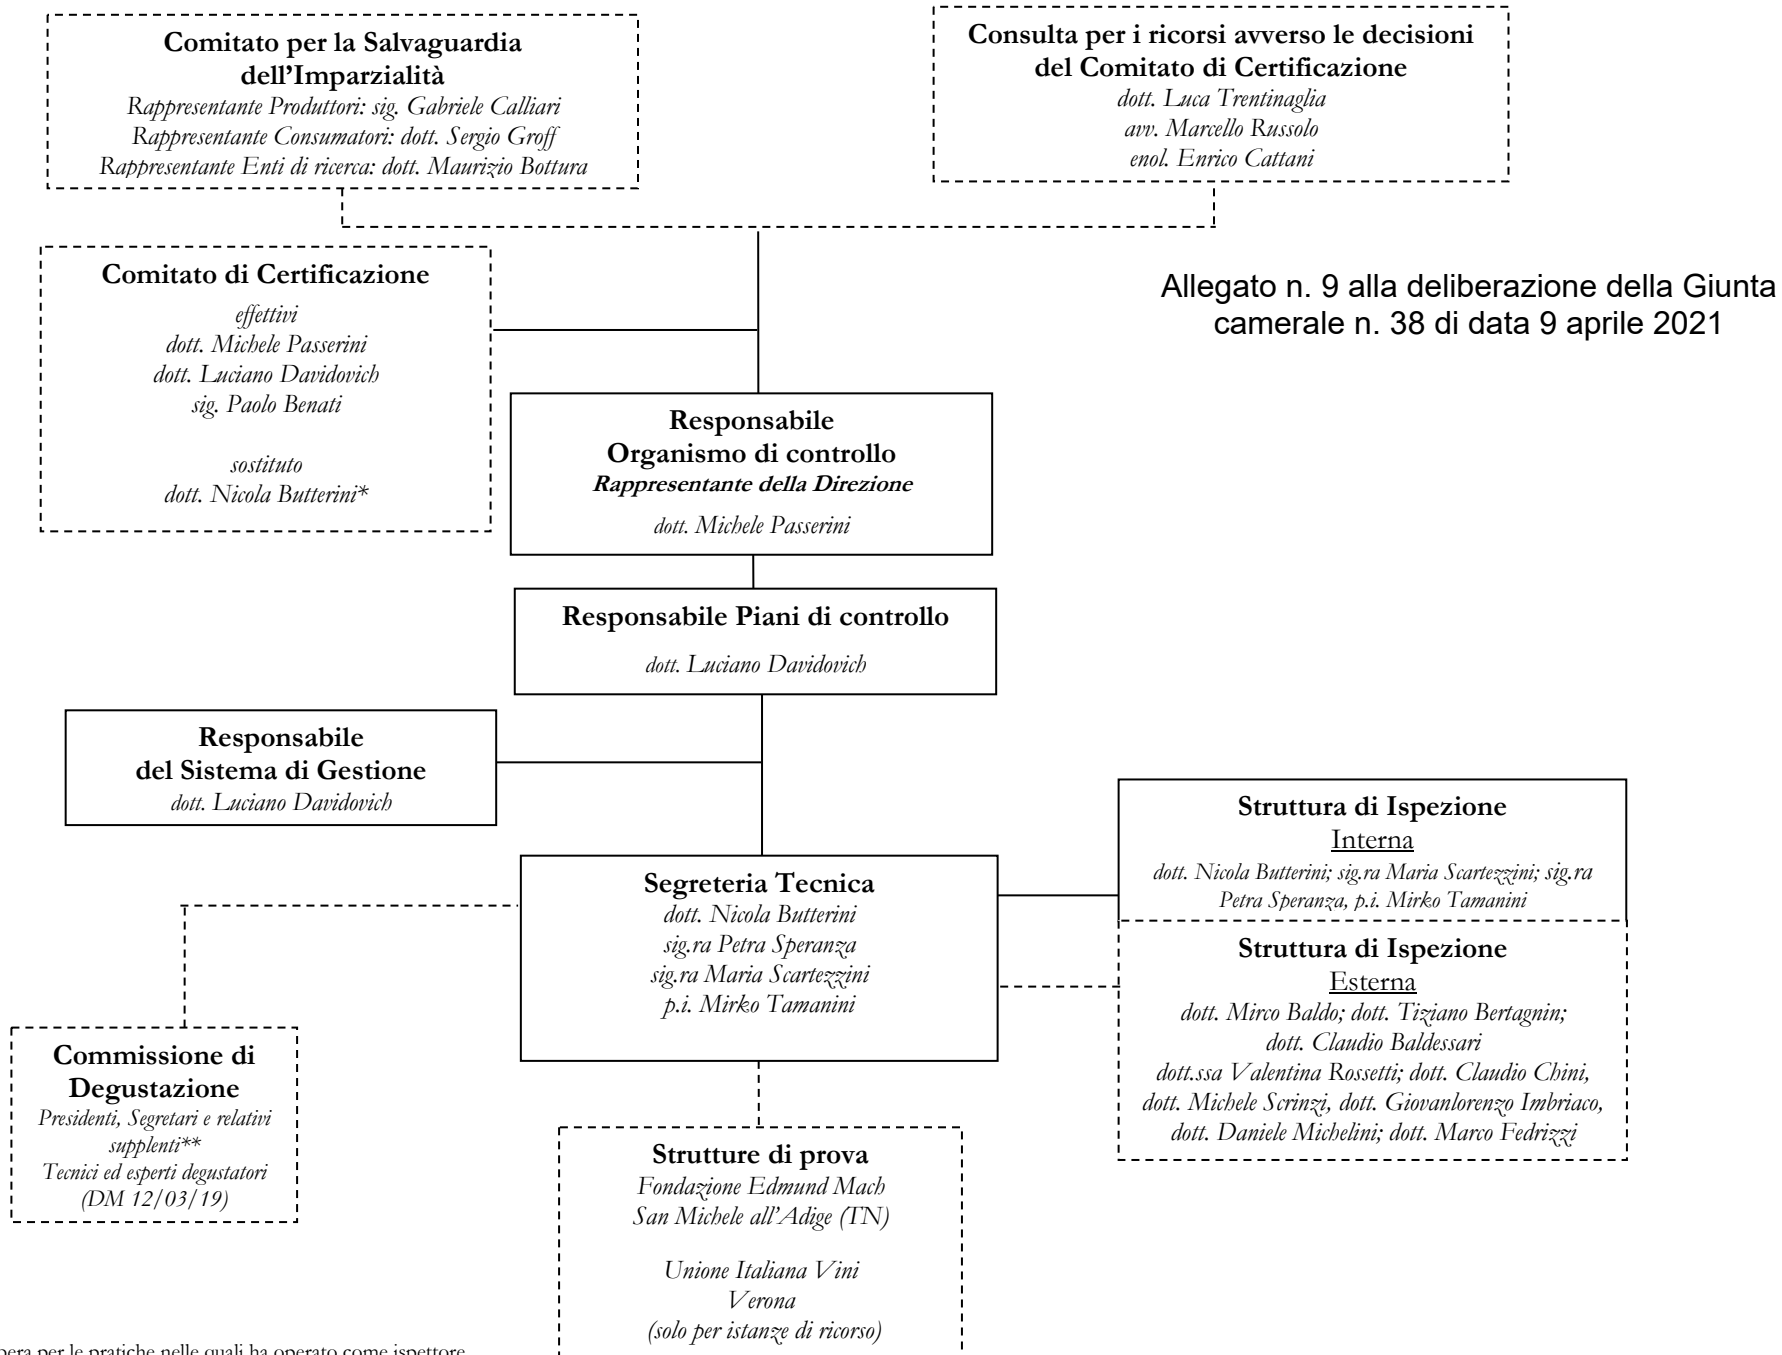 Comitato per la Salvaguardia
dell'Imparzialità
Rappresentante Produttori: sig. Gabriele Calliari
Rappresentante Consumatori: dott. Sergio Groff
Rappresentante Enti di ricerca: dott. Maurizio Bottura
Consulta per i ricorsi avverso le decisioni
del Comitato di Certificazione
dott. Luca Trentinaglia
avv. Marcello Russolo
enol. Enrico Cattani
Comitato di Certificazione
effettivi
dott. Michele Passerini
dott. Luciano Davidovich
sig. Paolo Benati
sostituto
dott. Nicola Butterini*
Allegato n. 9 alla deliberazione della Giunta
camerale n. 38 di data 9 aprile 2021
Responsabile
Organismo di controllo
Rappresentante della Direzione
dott. Michele Passerini
Responsabile Piani di controllo
dott. Luciano Davidovich
Responsabile
del Sistema di Gestione
dott. Luciano Davidovich
Segreteria Tecnica
dott. Nicola Butterini
sig.ra Petra Speranza
sig.ra Maria Scartezzini
p.i. Mirko Tamanini
Struttura di Ispezione
Interna
dott. Nicola Butterini; sig.ra Maria Scartezzini; sig.ra
Petra Speranza, p.i. Mirko Tamanini
Struttura di Ispezione
Esterna
dott. Mirco Baldo; dott. Tiziano Bertagnin;
dott. Claudio Baldessari
dott.ssa Valentina Rossetti; dott. Claudio Chini,
dott. Michele Scrinzi, dott. Giovanlorenzo Imbriaco,
dott. Daniele Michelini; dott. Marco Fedrizzi
Commissione di
Degustazione
Presidenti, Segretari e relativi
supplenti**
Tecnici ed esperti degustatori
(DM 12/03/19)
Strutture di prova
Fondazione Edmund Mach
San Michele all'Adige (TN)
Unione Italiana Vini
Verona
(solo per istanze di ricorso)
per le pratiche nelle quali ha operato come ispettore